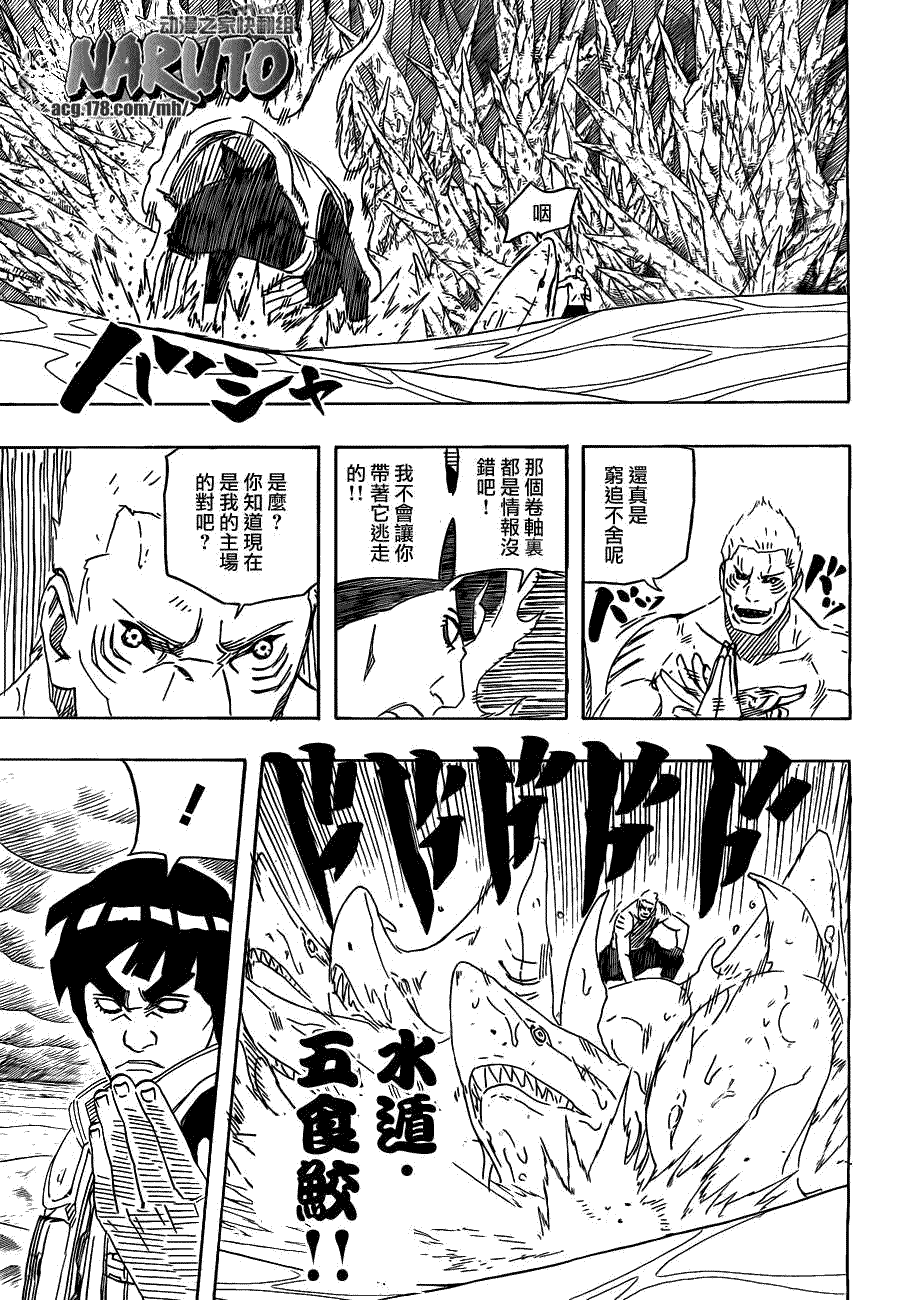 动漫之家快翻组
NARUTO
acg.178.com/mh/
咽
バシャ
還真是
窮追不舍呢
バッ
那個卷軸裏
都是情報沒
錯吧！
我不會讓你
帶著它逃走
的!!
是麼？
你知道現在
是我的主場
的對吧？
ドドドドド
水遁·
五食鮫!!
！